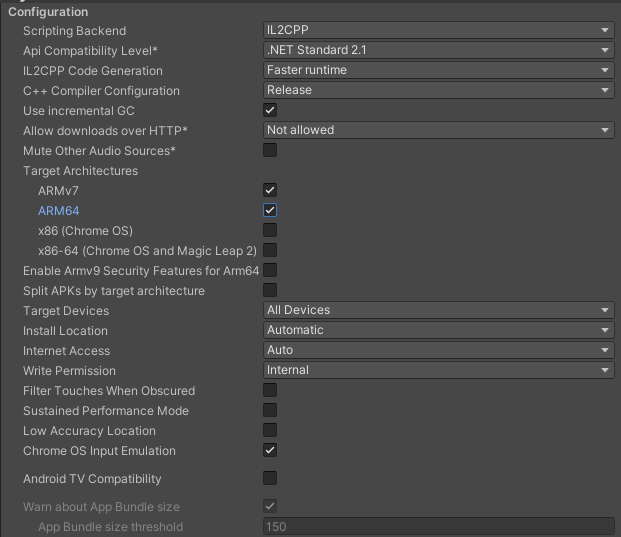 Configuration
Scripting Backend IL2CPP
Api Compatibility Level* .NET Standard 2.1
IL2CPP Code Generation Faster runtime
C++ Compiler Configuration Release
Use incremental GC
Allow downloads over HTTP* Not allowed
Mute Other Audio Sources*
Target Architectures
ARMv7
ARM64
x86 (Chrome OS)
x86-64 (Chrome OS and Magic Leap 2)
Enable Armv9 Security Features for Arm64
Split APKs by target architecture
Target Devices All Devices
Install Location Automatic
Internet Access Auto
Write Permission Internal
Filter Touches When Obscured
Sustained Performance Mode
Low Accuracy Location
Chrome OS Input Emulation
Android TV Compatibility
Warn about App Bundle size
App Bundle size threshold 150